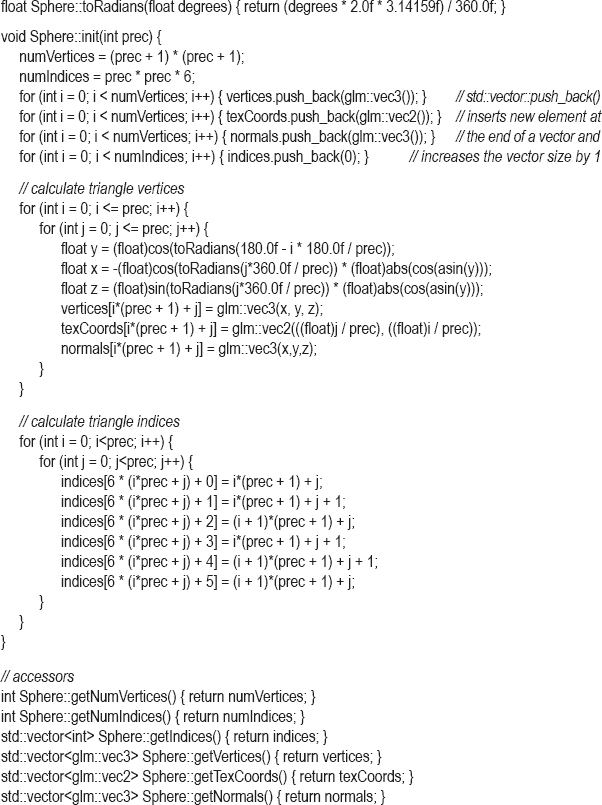 float Sphere::toRadians(float degrees) { return (degrees * 2.0f * 3.14159f) / 360.0f; }
void Sphere::init(int prec) {
numVertices = (prec + 1) * (prec + 1);
numIndices = prec * prec * 6;
for (int i = 0; i < numVertices; i++) { vertices.push_back(glm::vec3()); } // std::vector::push_back()
for (int i = 0; i < numVertices; i++) { texCoords.push_back(glm::vec2()); } // inserts new element at
for (int i = 0; i < numVertices; i++) { normals.push_back(glm::vec3()); } // the end of a vector and
for (int i = 0; i < numIndices; i++) { indices.push_back(0); } // increases the vector size by 1
// calculate triangle vertices
for (int i = 0; i <= prec; i++) {
for (int j = 0; j <= prec; j++) {
float y = (float)cos(toRadians(180.0f - i * 180.0f / prec));
float x = -(float)cos(toRadians(j*360.0f / prec)) * (float)abs(cos(asin(y)));
float z = (float)sin(toRadians(j*360.0f / prec)) * (float)abs(cos(asin(y)));
vertices[i*(prec + 1) + j] = glm::vec3(x, y, z);
texCoords[i*(prec + 1) + j] = glm::vec2(((float)j / prec), ((float)i / prec));
normals[i*(prec + 1) + j] = glm::vec3(x,y,z);
}
}
// calculate triangle indices
for (int i = 0; i<prec; i++) {
for (int j = 0; j<prec; j++) {
indices[6 * (i*prec + j) + 0] = i*(prec + 1) + j;
indices[6 * (i*prec + j) + 1] = i*(prec + 1) + j + 1;
indices[6 * (i*prec + j) + 2] = (i + 1)*(prec + 1) + j;
indices[6 * (i*prec + j) + 3] = i*(prec + 1) + j + 1;
indices[6 * (i*prec + j) + 4] = (i + 1)*(prec + 1) + j + 1;
indices[6 * (i*prec + j) + 5] = (i + 1)*(prec + 1) + j;
}
}
}
// accessors
int Sphere::getNumVertices() { return numVertices; }
int Sphere::getNumIndices() { return numIndices; }
std::vector<int> Sphere::getIndices() { return indices; }
std::vector<glm::vec3> Sphere::getVertices() { return vertices; }
std::vector<glm::vec2> Sphere::getTexCoords() { return texCoords; }
std::vector<glm::vec3> Sphere::getNormals() { return normals; }